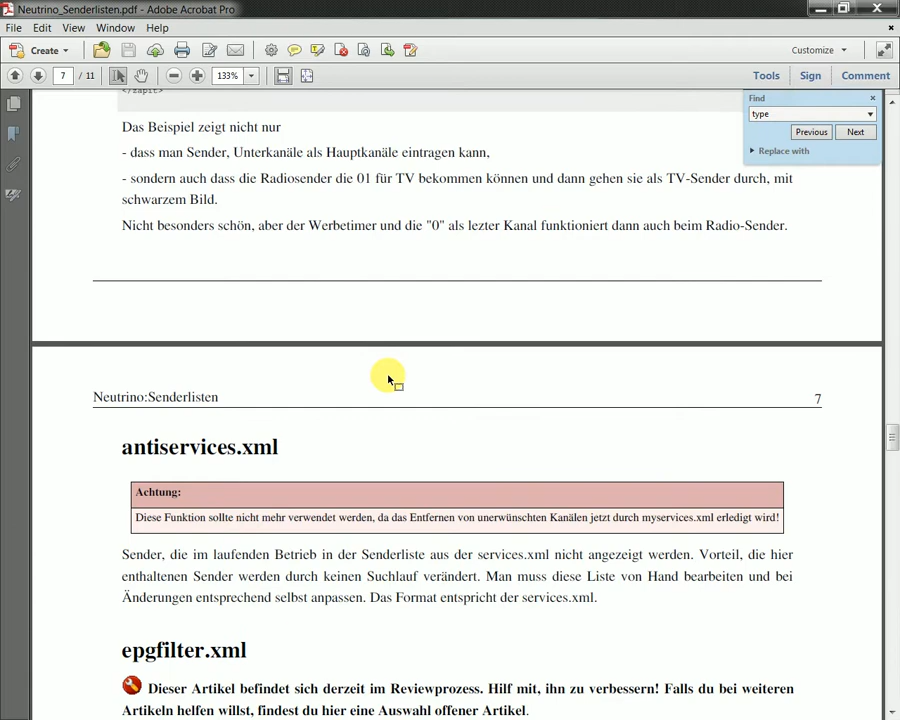 Neutrino_Senderlisten.pdf - Adobe Acrobat Pro
File Edit View Window Help
Create Customize
7 / 11 133% Tools Sign Comment
Find
type
Previous Next
Replace with
</zapit>
Das Beispiel zeigt nicht nur
- dass man Sender, Unterkanäle als Hauptkanäle eintragen kann,
- sondern auch dass die Radiosender die 01 für TV bekommen können und dann gehen sie als TV-Sender durch, mit
schwarzem Bild.
Nicht besonders schön, aber der Werbetimer und die "0" als lezter Kanal funktioniert dann auch beim Radio-Sender.
Neutrino:Senderlisten 7
antiservices.xml
Achtung:
Diese Funktion sollte nicht mehr verwendet werden, da das Entfernen von unerwünschten Kanälen jetzt durch myservices.xml erledigt wird!
Sender, die im laufenden Betrieb in der Senderliste aus der services.xml nicht angezeigt werden. Vorteil, die hier
enthaltenen Sender werden durch keinen Suchlauf verändert. Man muss diese Liste von Hand bearbeiten und bei
Änderungen entsprechend selbst anpassen. Das Format entspricht der services.xml.
epgfilter.xml
Dieser Artikel befindet sich derzeit im Reviewprozess. Hilf mit, ihn zu verbessern! Falls du bei weiteren
Artikeln helfen willst, findest du hier eine Auswahl offener Artikel.